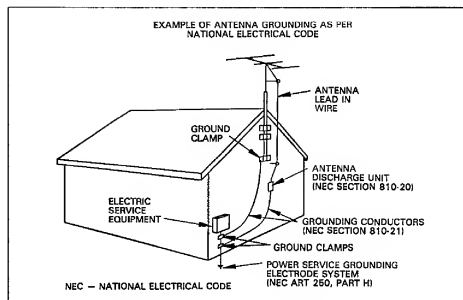 EXAMPLE OF ANTENNA GROUNDING AS PER
NATIONAL ELECTRICAL CODE
ANTENNA
LEAD IN
WIRE
GROUND
CLAMP
ANTENNA
DISCHARGE UNIT
(NEC SECTION 810-20)
ELECTRIC
SERVICE
EQUIPMENT
GROUNDING CONDUCTORS
(NEC SECTION 810-21)
GROUND CLAMPS
POWER SERVICE GROUNDING
ELECTRODE SYSTEM
(NEC ART 250, PART H)
NEC – NATIONAL ELECTRICAL CODE